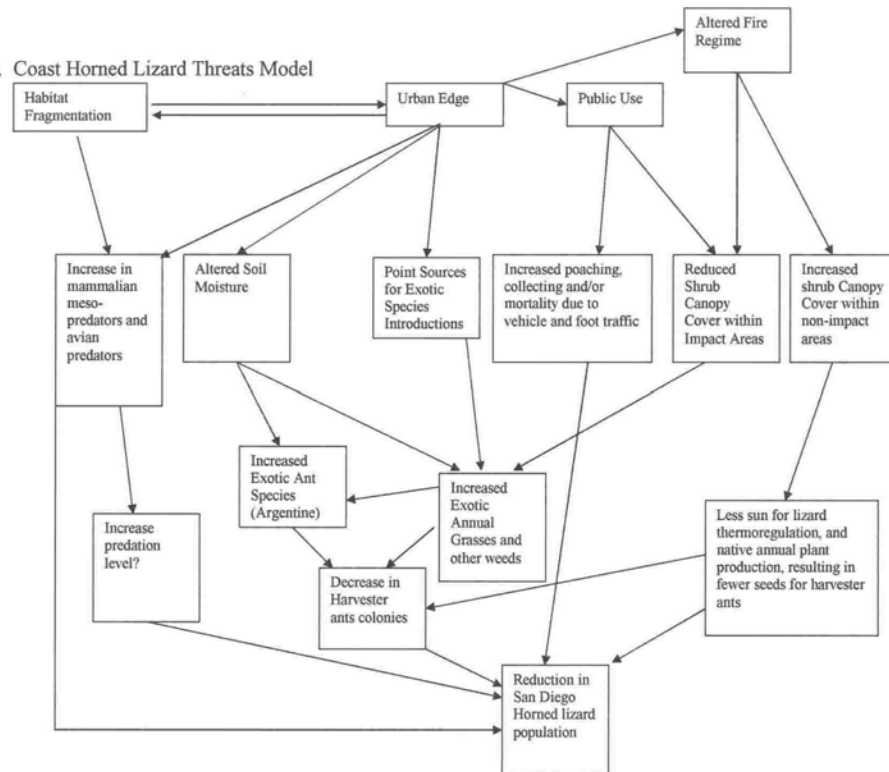 Altered Fire
Regime
. Coast Horned Lizard Threats Model
Habitat
Fragmentation
Urban Edge
Public Use
Increase in
mammalian
meso-
predators and
avian
predators
Altered Soil
Moisture
Point Sources
for Exotic
Species
Introductions
Increased poaching,
collecting and/or
mortality due to
vehicle and foot traffic
Reduced
Shrub
Canopy
Cover within
Impact Areas
Increased
shrub Canopy
Cover within
non-impact
areas
Increased
Exotic Ant
Species
(Argentine)
Increased
Exotic
Annual
Grasses and
other weeds
Increase
predation
level?
Less sun for lizard
thermoregulation, and
native annual plant
production, resulting in
fewer seeds for harvester
ants
Decrease in
Harvester
ants colonies
Reduction in
San Diego
Horned lizard
population